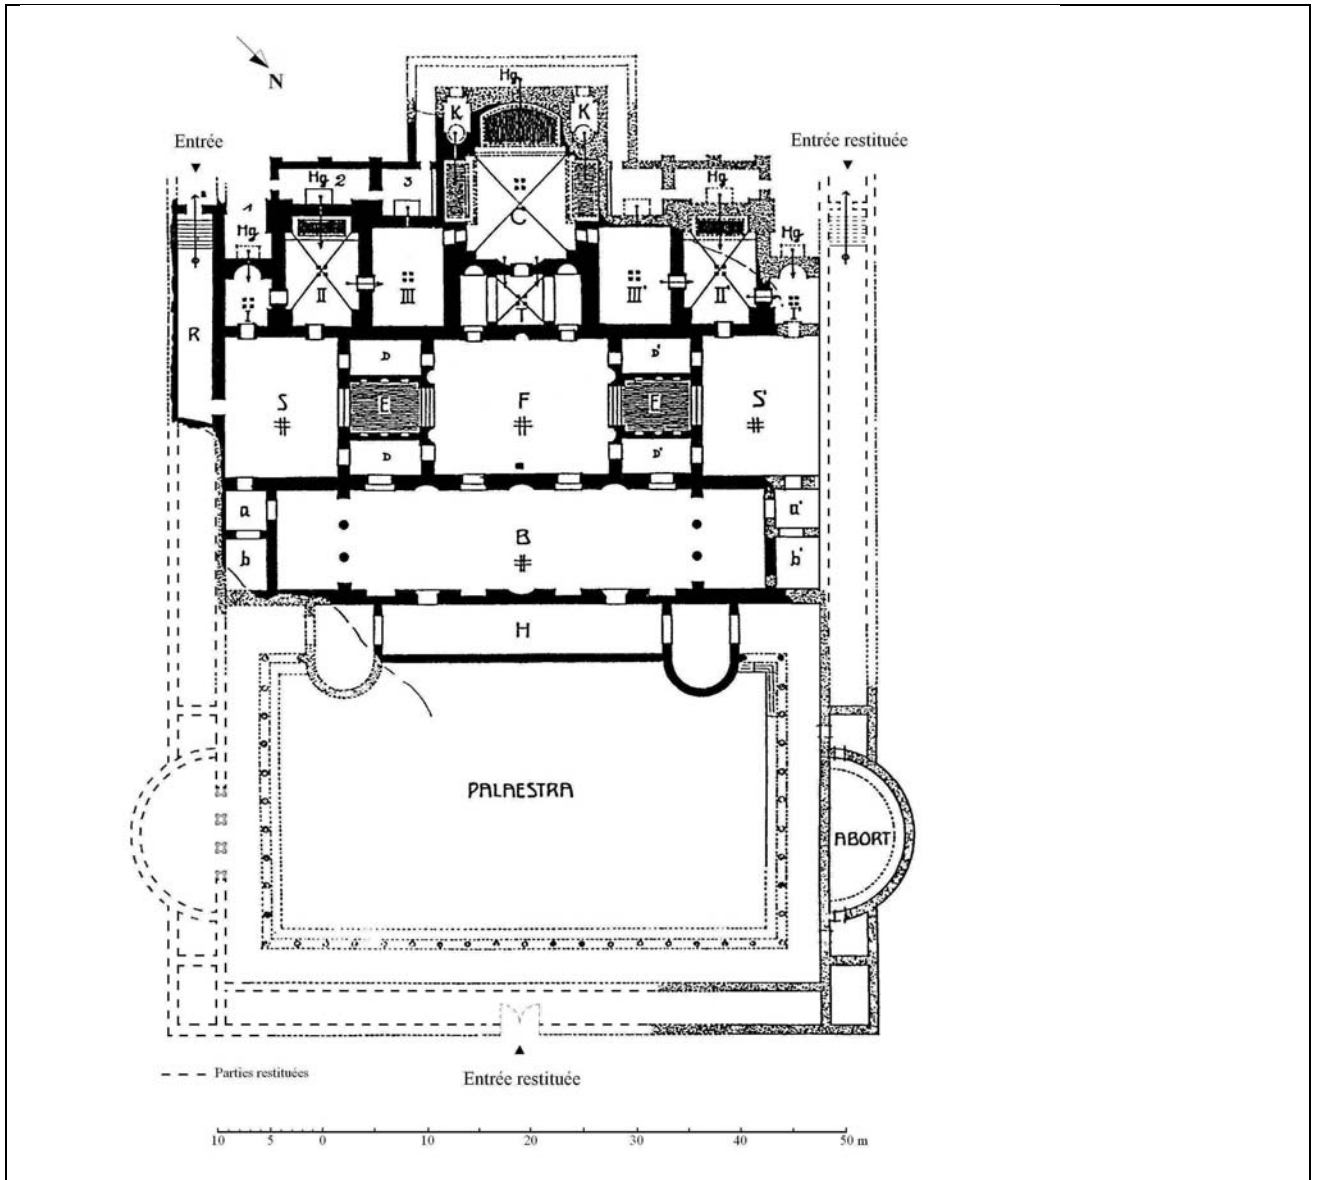 N
Hg
Entrée
Entrée restituée
K K
Hg 2 3 Hg
1
Hg C Hg
I II III T III' II' I'
R
D D'
S E F E S'
D D'
a a'
B
b b'
H
PALAESTRA
ABORT
Parties restituées
Entrée restituée
10 5 0 10 20 30 40 50 m